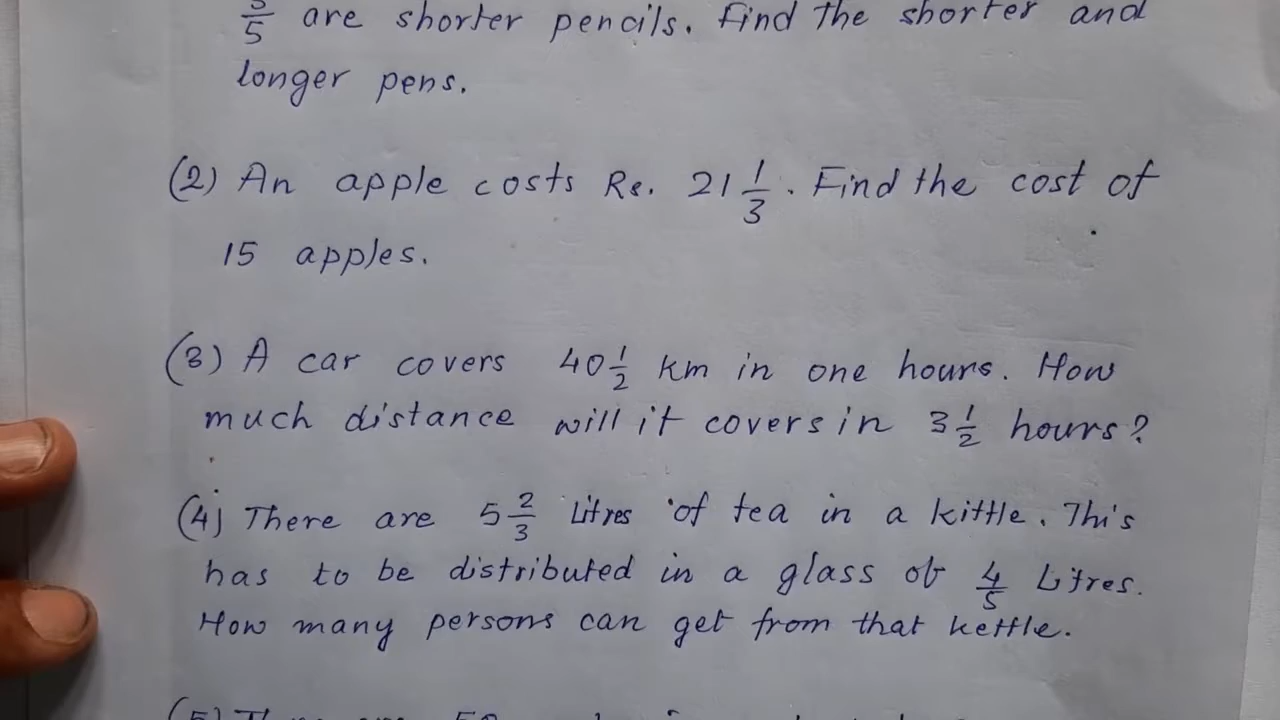 3/5 are shorter pencils. Find The shorter and
longer pens.
(2) An apple costs Rs. 21 1/3. Find the cost of
15 apples.
(3) A car covers 40 1/2 km in one hours. How
much distance will it covers in 3 1/2 hours?
(4) There are 5 2/3 Litres of tea in a kittle. This
has to be distributed in a glass of 4/5 Litres.
How many persons can get from that kettle.
(5)